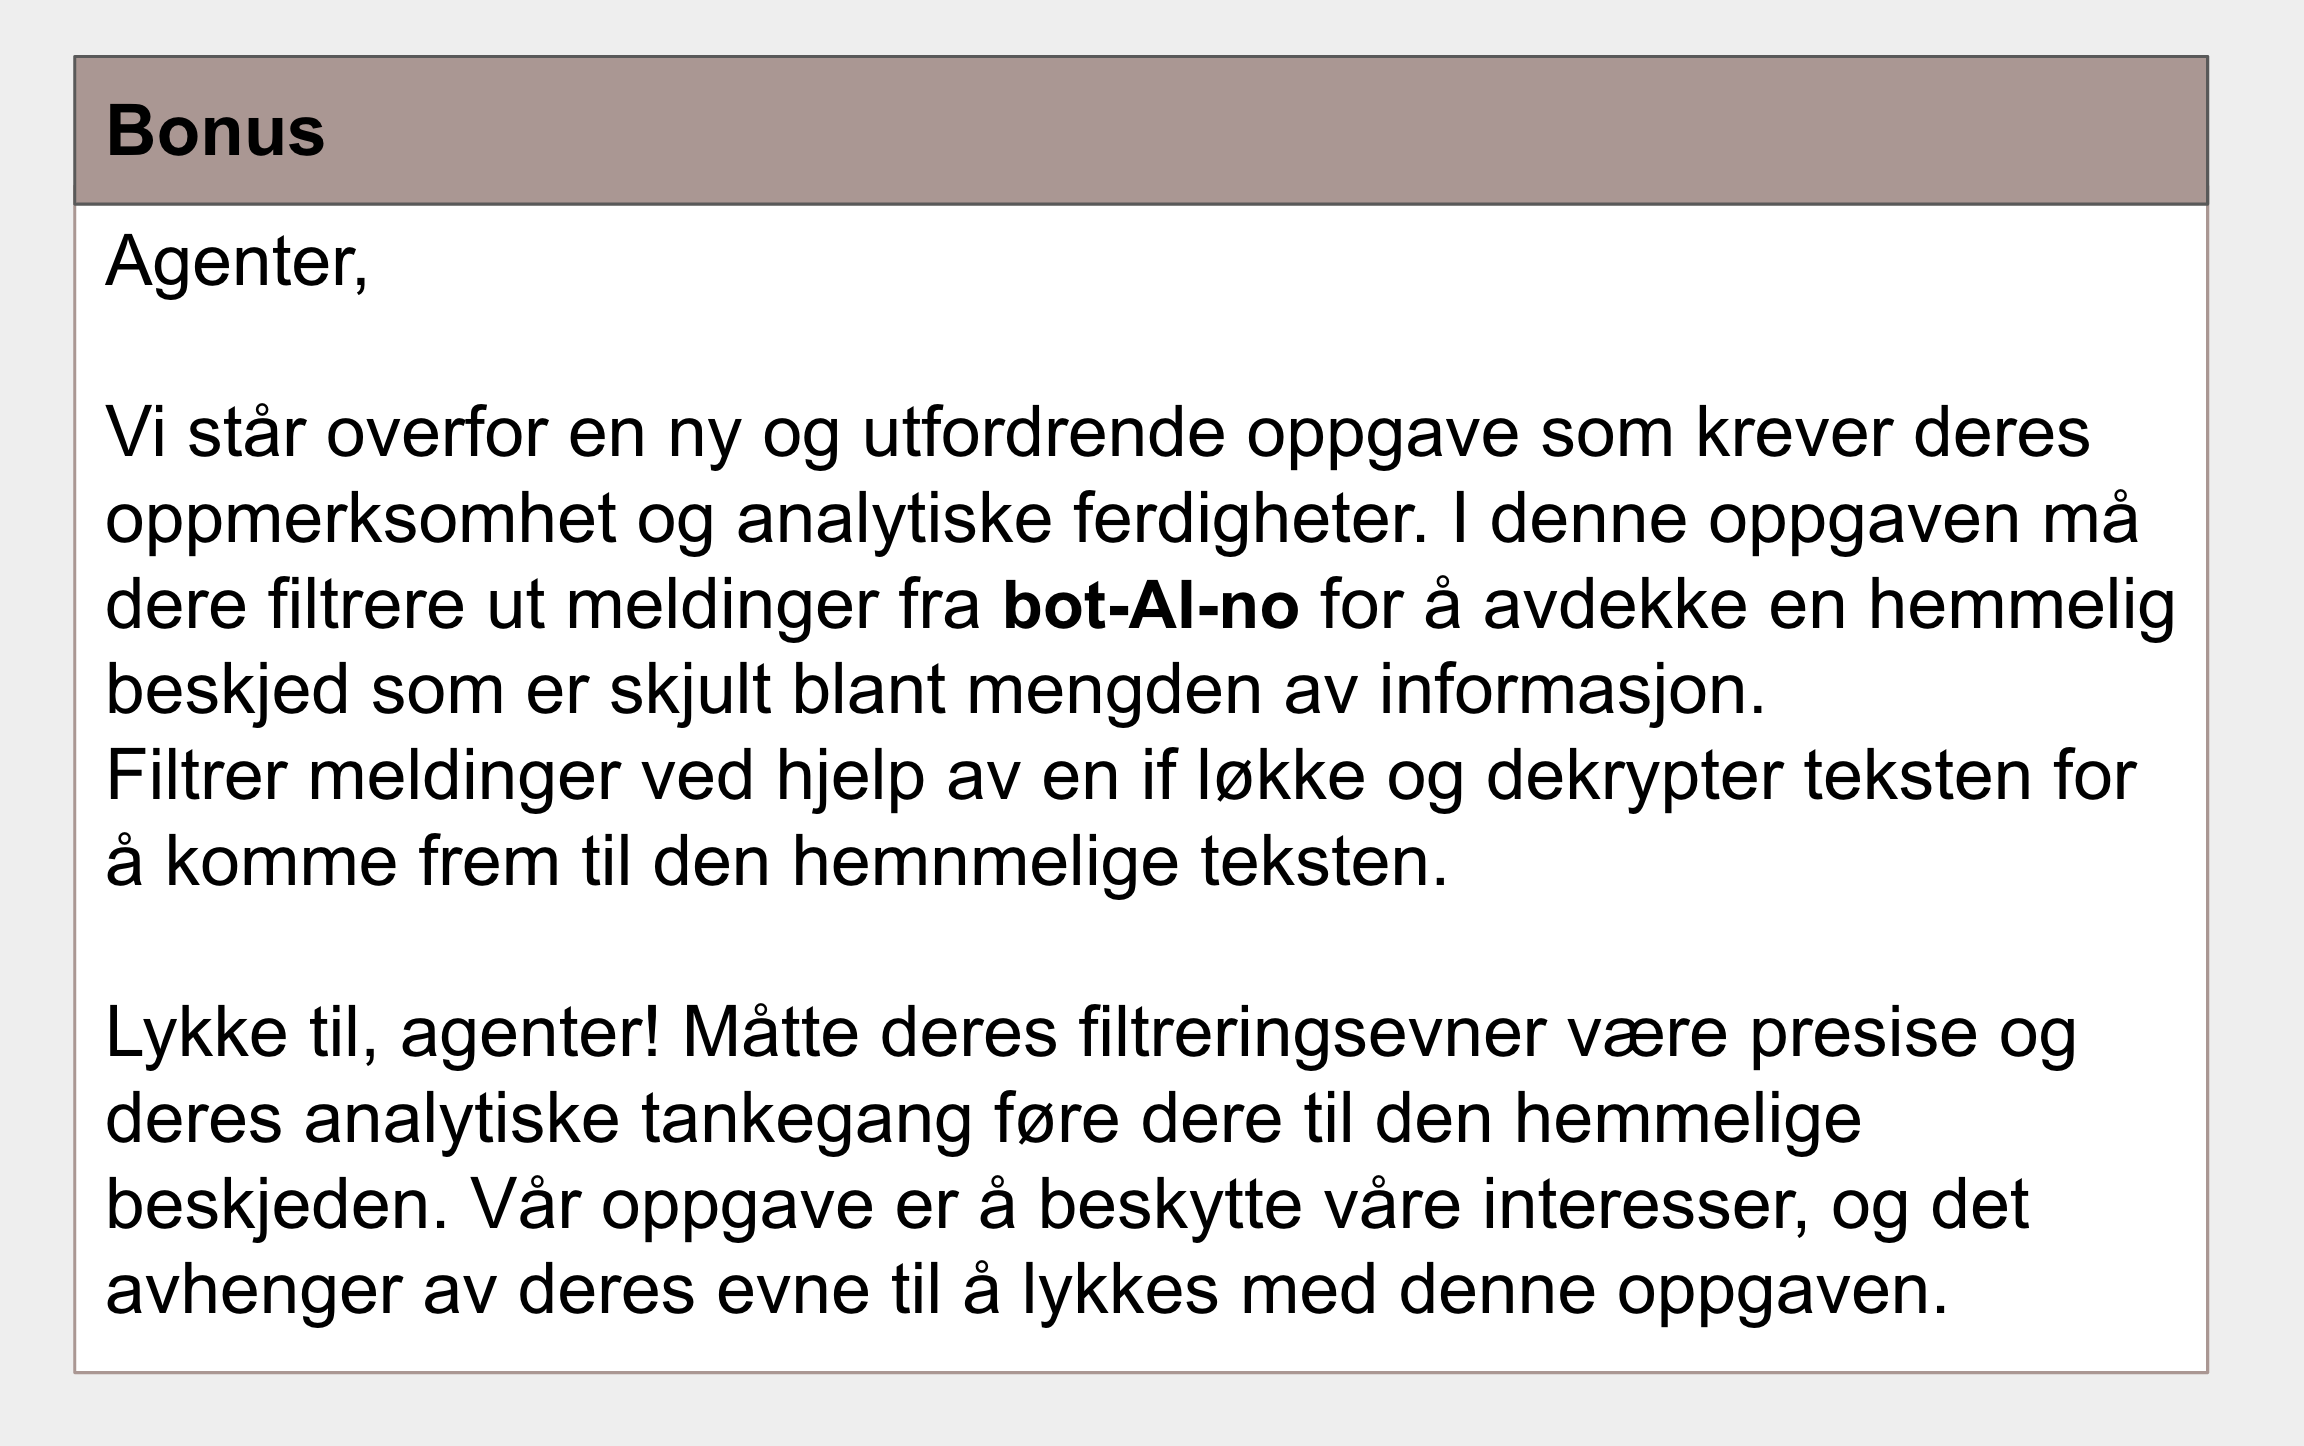 Bonus
Agenter,
Vi står overfor en ny og utfordrende oppgave som krever deres
oppmerksomhet og analytiske ferdigheter. I denne oppgaven må
dere filtrere ut meldinger fra bot-Al-no for å avdekke en hemmelig
beskjed som er skjult blant mengden av informasjon.
Filtrer meldinger ved hjelp av en if løkke og dekrypter teksten for
å komme frem til den hemnmelige teksten.
Lykke til, agenter! Måtte deres filtreringsevner være presise og
deres analytiske tankegang føre dere til den hemmelige
beskjeden. Vår oppgave er å beskytte våre interesser, og det
avhenger av deres evne til å lykkes med denne oppgaven.